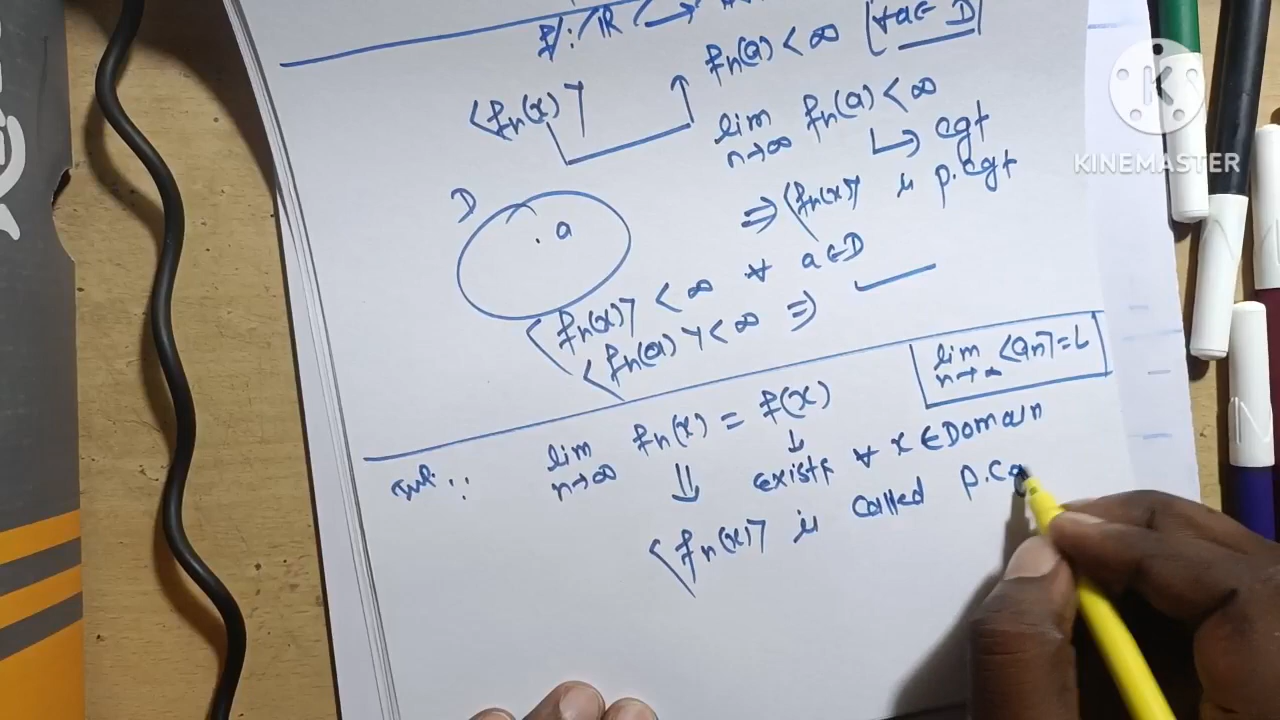 f: ℝ →
<fn(x)>
fn(a) < ∞ [∀ a ∈ D]
lim n→∞ fn(a) < ∞
↳ cgt
⇒ <fn(x)> is p.cgt
D
a
<fn(x)> < ∞ ∀ a ∈ D
<fn(a)> < ∞ ⇒
lim n→∞ <an> = L
lim n→∞ fn(x) = f(x)
↓
⇓ exists ∀ x ∈ Domain
<fn(x)> is called p.cg
K
KINEMASTER